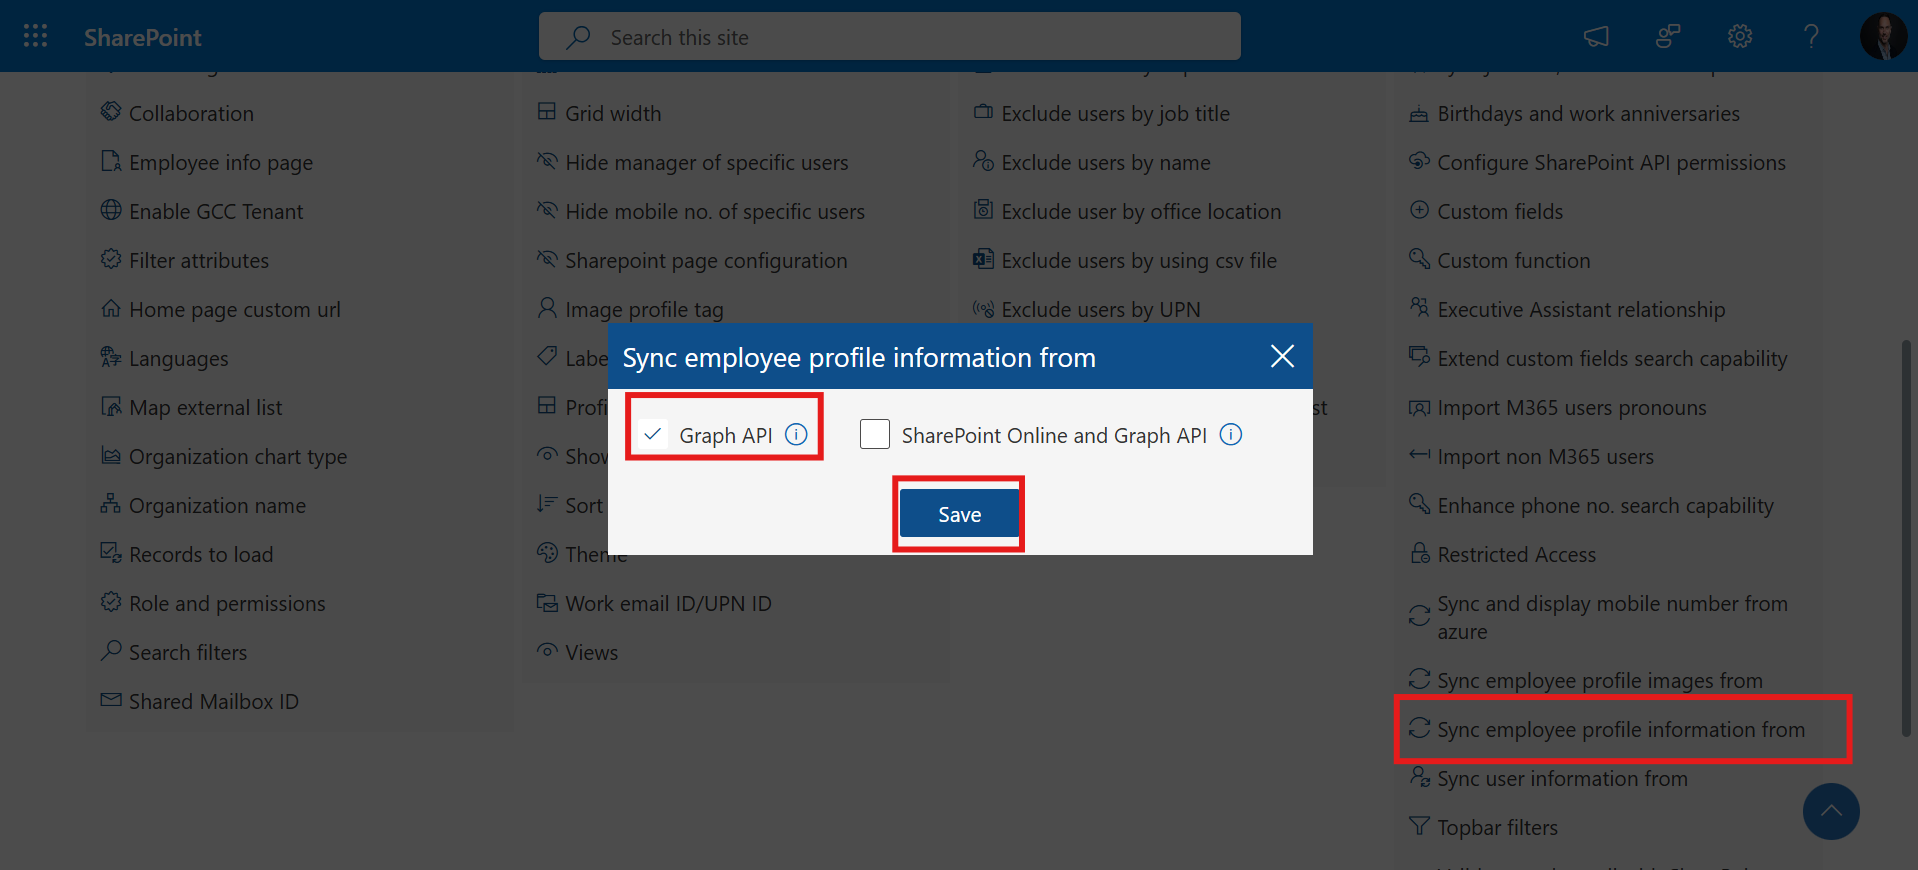 SharePoint
Search this site
Collaboration
Employee info page
Enable GCC Tenant
Filter attributes
Home page custom url
Languages
Map external list
Organization chart type
Organization name
Records to load
Role and permissions
Search filters
Shared Mailbox ID
Grid width
Hide manager of specific users
Hide mobile no. of specific users
Sharepoint page configuration
Image profile tag
Sort
Theme
Work email ID/UPN ID
Views
Exclude users by job title
Exclude users by name
Exclude user by office location
Exclude users by using csv file
Exclude users by UPN
Sync employee profile information from
Graph API
SharePoint Online and Graph API
Save
Birthdays and work anniversaries
Configure SharePoint API permissions
Custom fields
Custom function
Executive Assistant relationship
Extend custom fields search capability
Import M365 users pronouns
Import non M365 users
Enhance phone no. search capability
Restricted Access
Sync and display mobile number from
azure
Sync employee profile images from
Sync employee profile information from
Sync user information from
Topbar filters